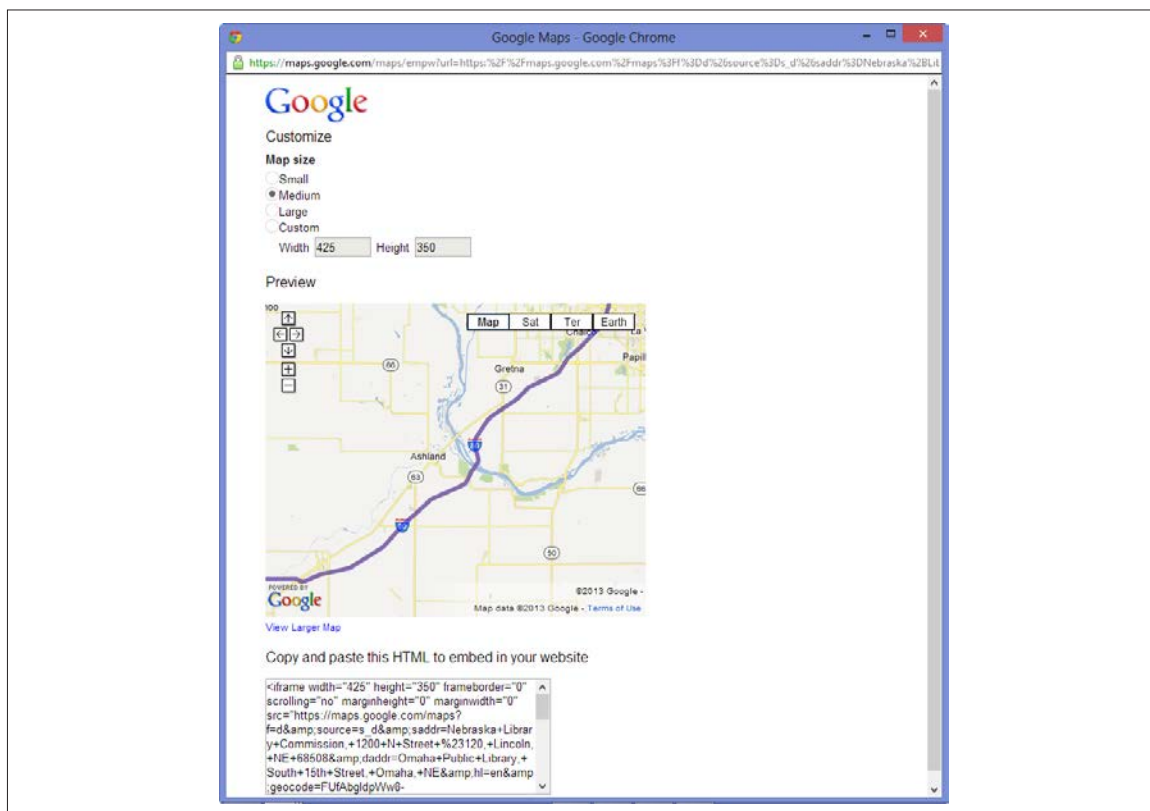 Google Maps - Google Chrome
https://maps.google.com/maps/empw?url=https:%2F%2Fmaps.google.com%2Fmaps%3Ff%3Dd%26source%3Ds_d%26saddr%3DNebraska%2BLib
Google
Customize
Map size
Small
Medium
Large
Custom
Width 425 Height 350
Preview
Map Sat Ter Earth
La
Papil
66
Gretna
31
80
Ashland
63
66
80
50
POWERED BY
Google
©2013 Google -
Map data ©2013 Google - Terms of Use
View Larger Map
Copy and paste this HTML to embed in your website
<iframe width="425" height="350" frameborder="0"
scrolling="no" marginheight="0" marginwidth="0"
src="https://maps.google.com/maps?
f=d&amp;source=s_d&amp;saddr=Nebraska+Librar
y+Commission,+1200+N+Street+%23120,+Lincoln,
+NE+68508&amp;daddr=Omaha+Public+Library,+
South+15th+Street,+Omaha,+NE&amp;hl=en&amp
;geocode=FUfAbgIdpWw6-